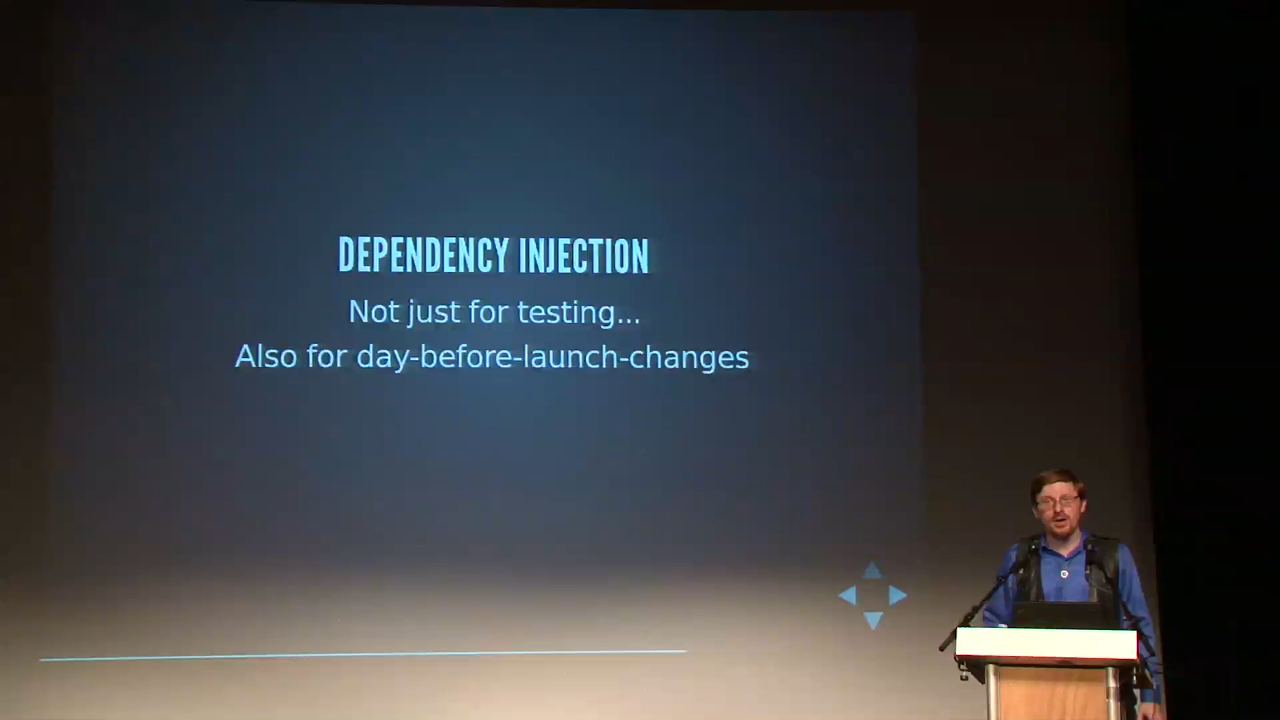 DEPENDENCY INJECTION
Not just for testing...
Also for day-before-launch-changes